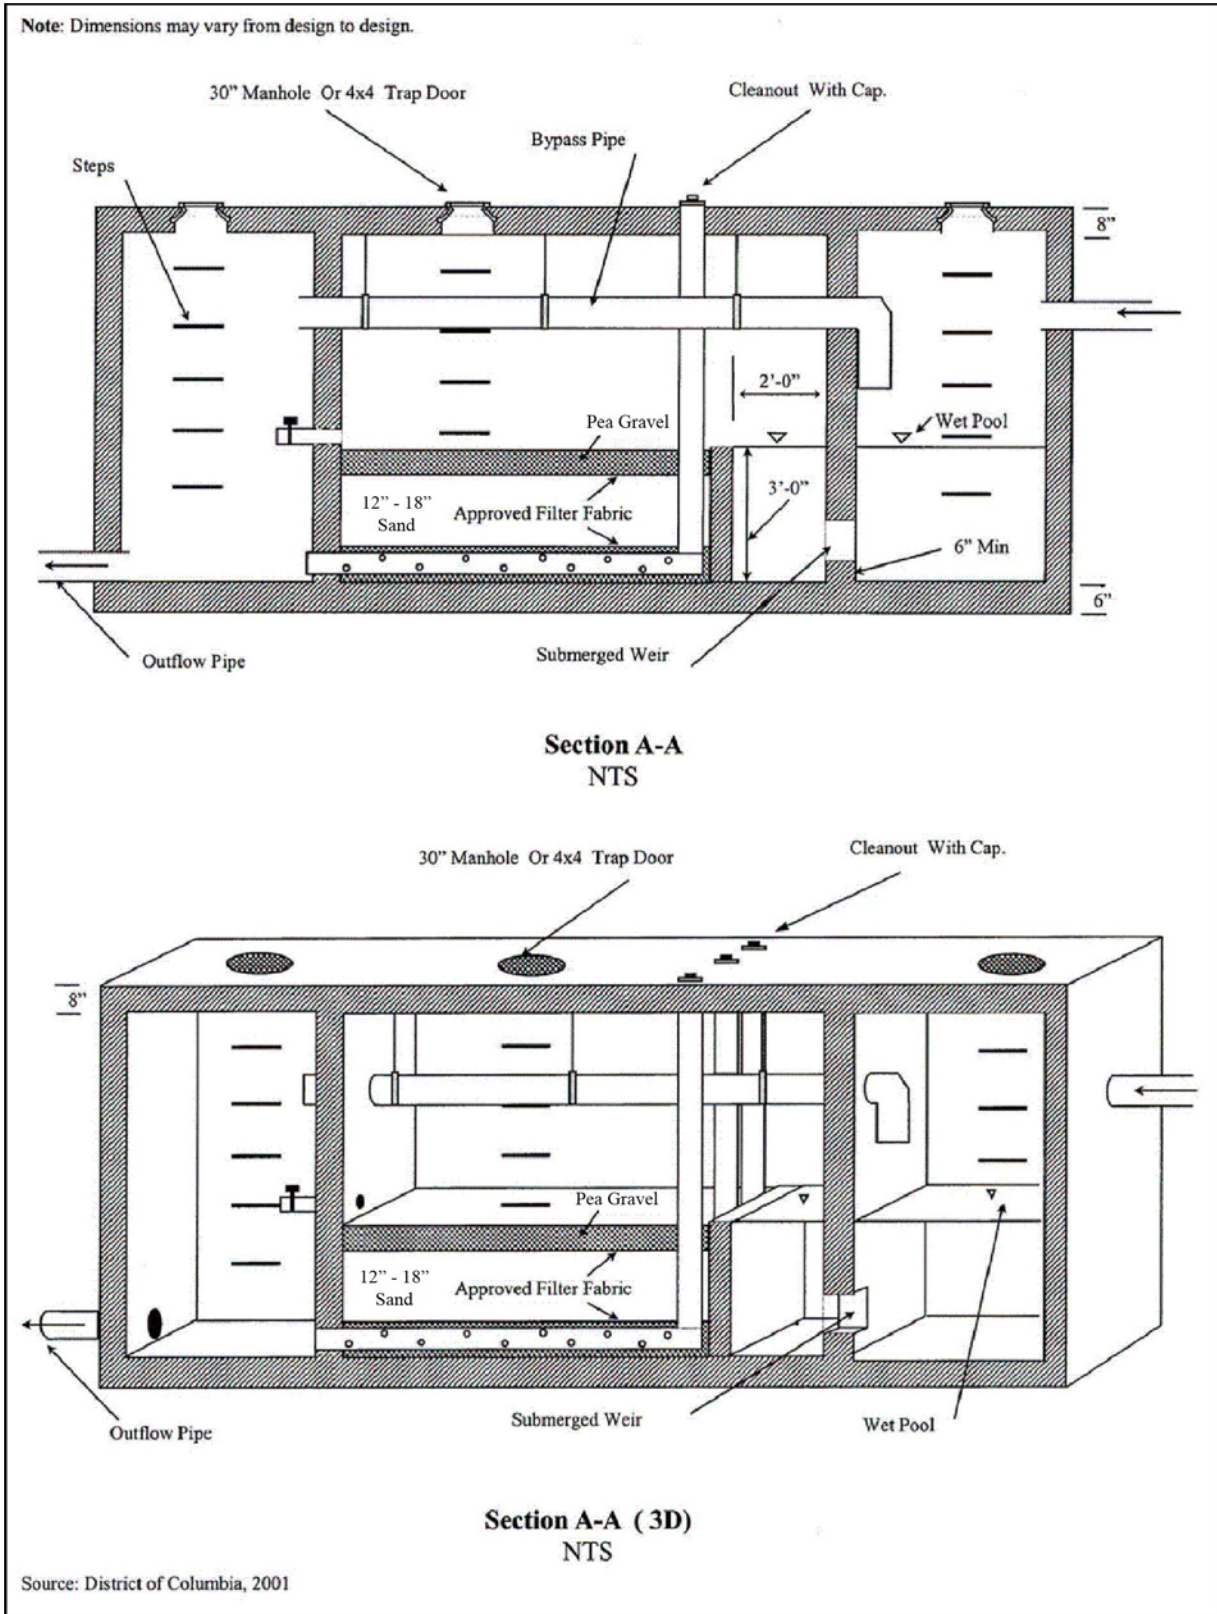 Note: Dimensions may vary from design to design.
30” Manhole Or 4x4 Trap Door
Cleanout With Cap.
Bypass Pipe
Steps
8”
2’-0”
Pea Gravel
Wet Pool
12” - 18”
Sand
Approved Filter Fabric
3’-0”
6” Min
6”
Outflow Pipe
Submerged Weir
Section A-A
NTS
30” Manhole Or 4x4 Trap Door
Cleanout With Cap.
8”
Pea Gravel
12” - 18”
Sand
Approved Filter Fabric
Outflow Pipe
Submerged Weir
Wet Pool
Section A-A ( 3D)
NTS
Source: District of Columbia, 2001